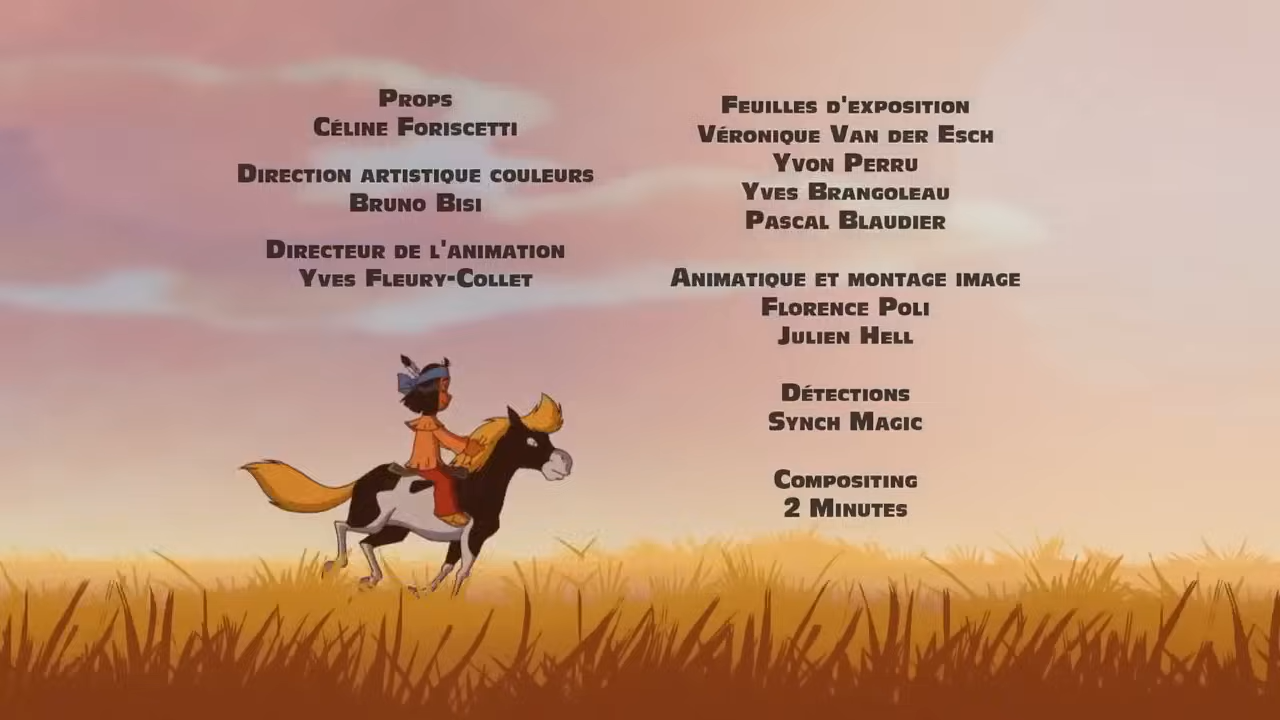 Props
Céline Foriscetti
Direction artistique couleurs
Bruno Bisi
Directeur de l'animation
Yves Fleury-Collet
Feuilles d'exposition
Véronique Van der Esch
Yvon Perru
Yves Brangoleau
Pascal Blaudier
Animatique et montage image
Florence Poli
Julien Hell
Détections
Synch Magic
Compositing
2 Minutes